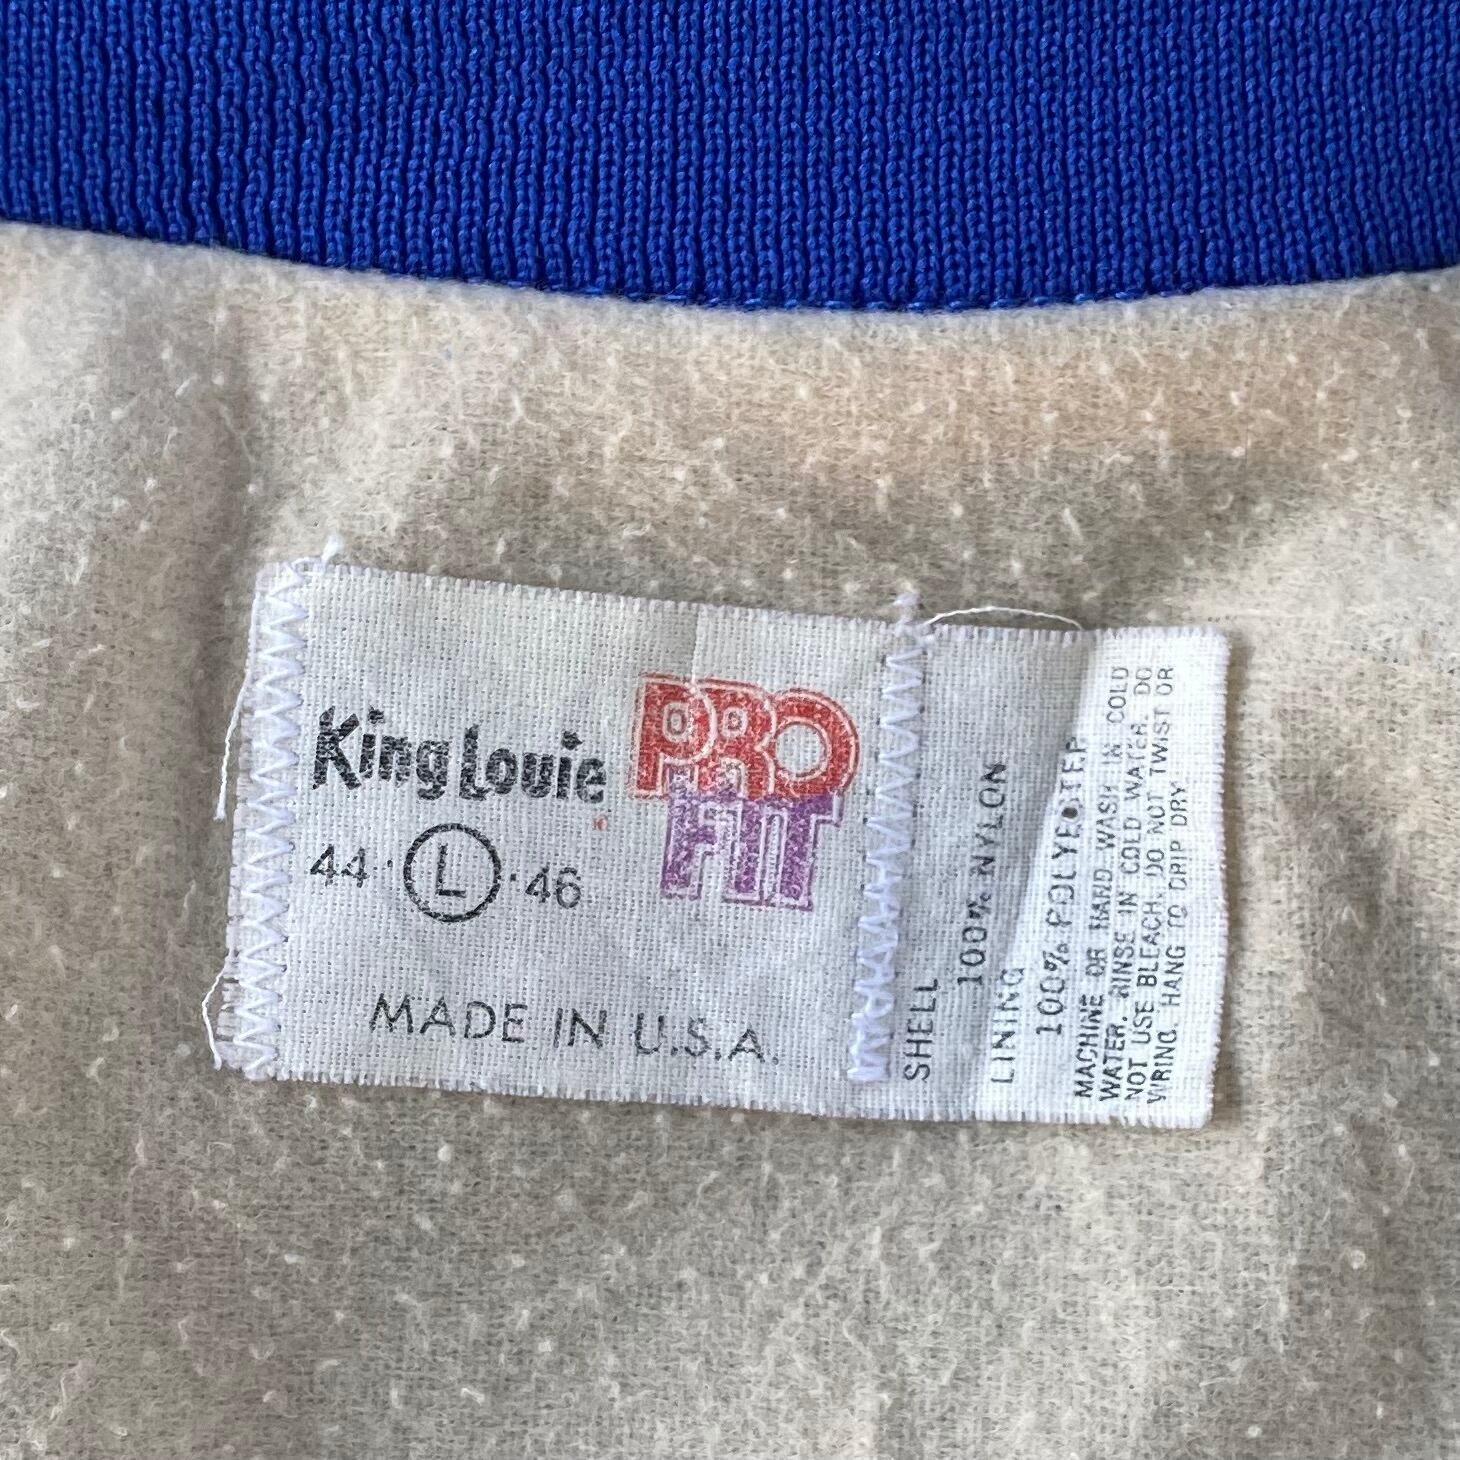 King Louie
PRO
FIT
44·L·46
MADE IN U.S.A.
SHELL
100% NYLON
LINING
100% POLYESTER
MACHINE OR HAND WASH IN COLD
WATER. RINSE IN COLD WATER. DO
NOT USE BLEACH. DO NOT TWIST OR
WRING. HANG TO DRIP DRY